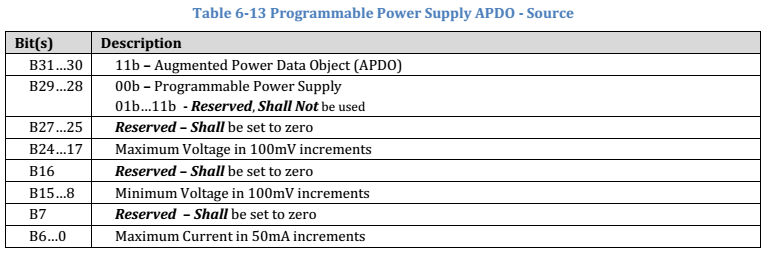 Table 6-13 Programmable Power Supply APDO - Source
Bit(s) Description
B31…30 11b – Augmented Power Data Object (APDO)
B29…28 00b – Programmable Power Supply
01b…11b - Reserved, Shall Not be used
B27…25 Reserved – Shall be set to zero
B24…17 Maximum Voltage in 100mV increments
B16 Reserved – Shall be set to zero
B15…8 Minimum Voltage in 100mV increments
B7 Reserved – Shall be set to zero
B6…0 Maximum Current in 50mA increments